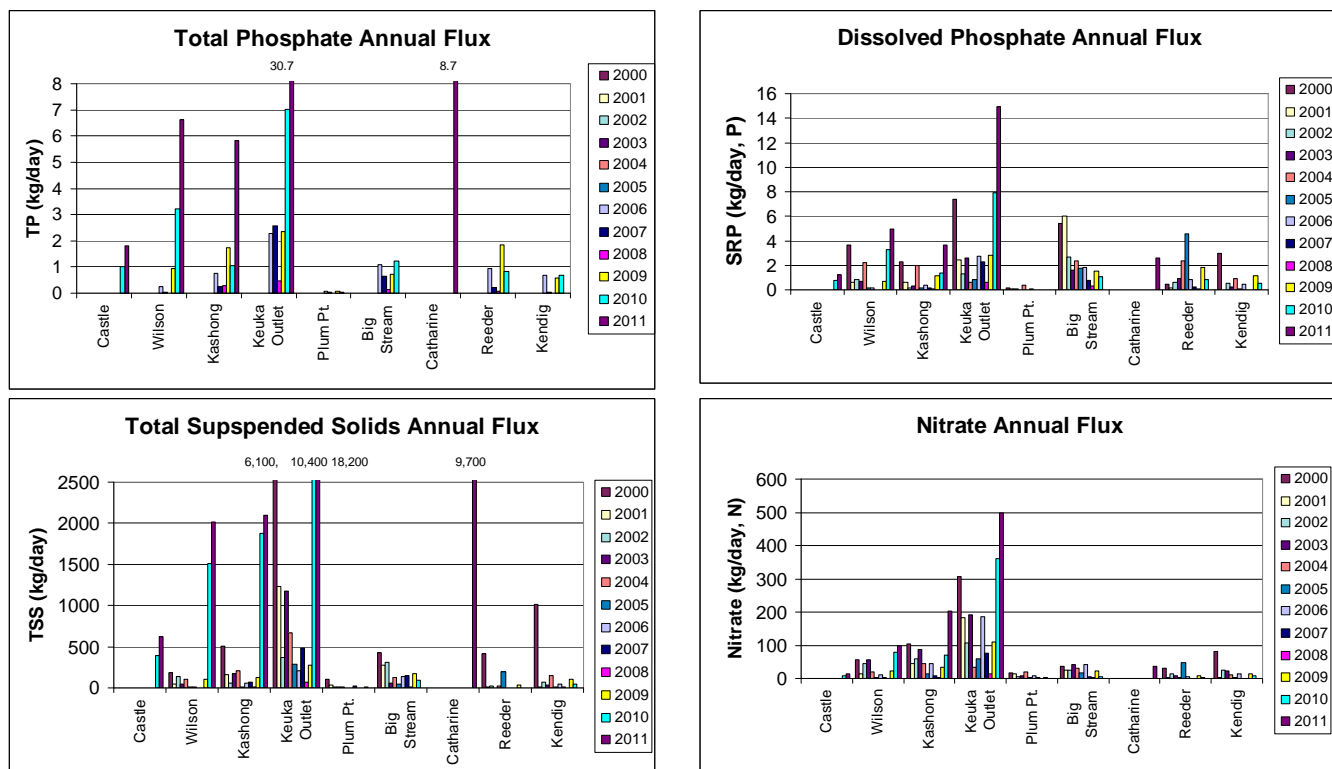 Total Phosphate Annual Flux
30.7
8.7
8
7
6
5
4
3
2
1
0
TP (kg/day)
Castle
Wilson
Kashong
Keuka
Outlet
Plum Pt.
Big
Stream
Catharine
Reeder
Kendig
2000
2001
2002
2003
2004
2005
2006
2007
2008
2009
2010
2011
Dissolved Phosphate Annual Flux
16
14
12
10
8
6
4
2
0
SRP (kg/day, P)
Castle
Wilson
Kashong
Keuka
Outlet
Plum Pt.
Big
Stream
Catharine
Reeder
Kendig
2000
2001
2002
2003
2004
2005
2006
2007
2008
2009
2010
2011
Total Supspended Solids Annual Flux
6,100, 10,400 18,200 9,700
2500
2000
1500
1000
500
0
TSS (kg/day)
Castle
Wilson
Kashong
Keuka
Outlet
Plum Pt.
Big
Stream
Catharine
Reeder
Kendig
2000
2001
2002
2003
2004
2005
2006
2007
2008
2009
2010
2011
Nitrate Annual Flux
600
500
400
300
200
100
0
Nitrate (kg/day, N)
Castle
Wilson
Kashong
Keuka
Outlet
Plum Pt.
Big
Stream
Catharine
Reeder
Kendig
2000
2001
2002
2003
2004
2005
2006
2007
2008
2009
2010
2011